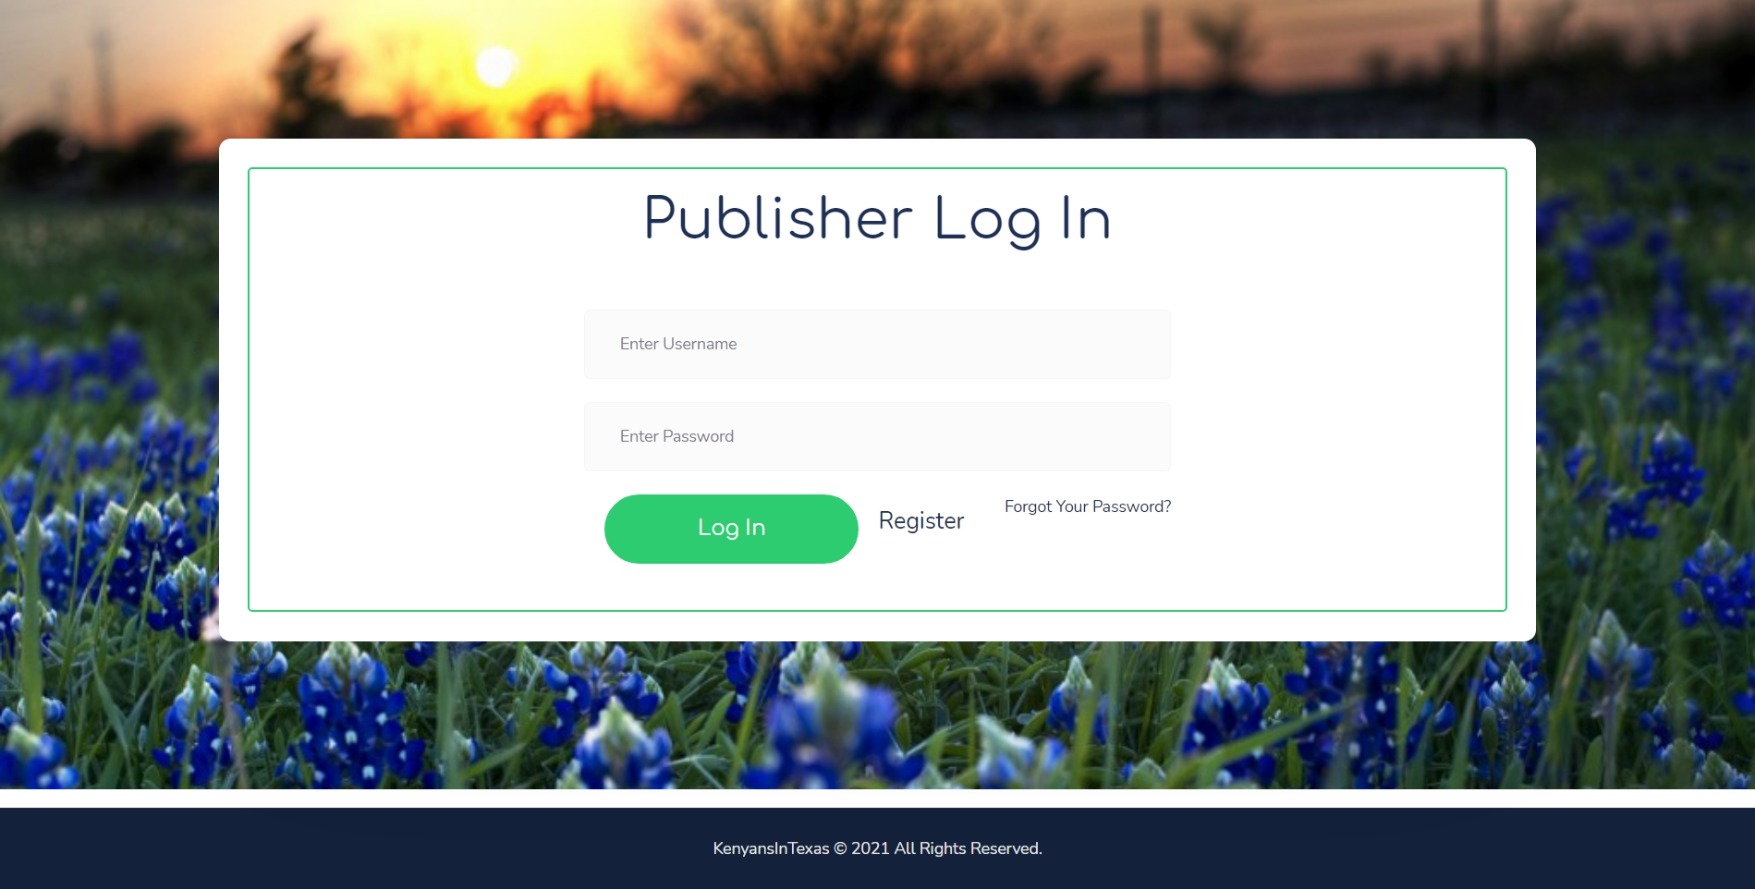 Publisher Log In
Enter Username
Enter Password
Log In
Register
Forgot Your Password?
KenyansInTexas © 2021 All Rights Reserved.